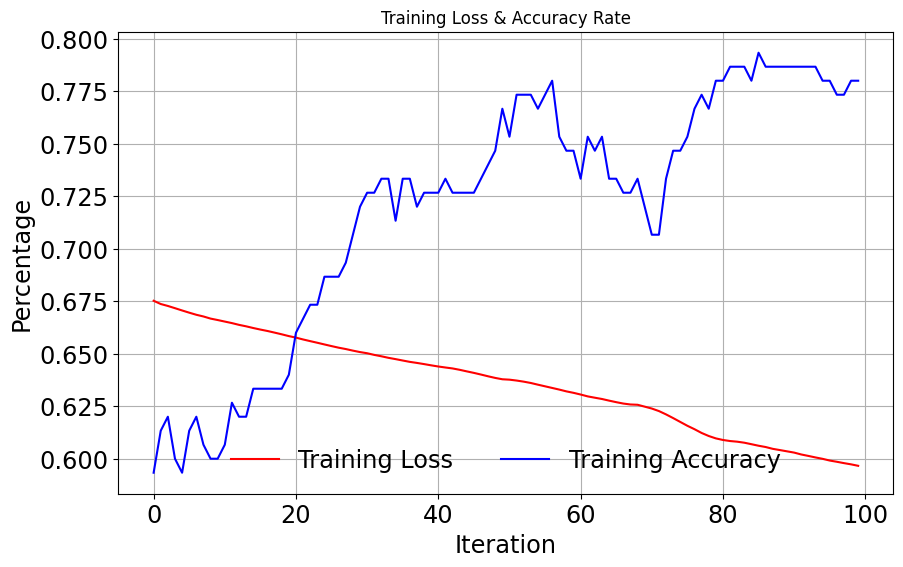 Training Loss & Accuracy Rate
0.800
0.775
0.750
0.725
0.700
0.675
0.650
0.625
0.600
Percentage
Training Loss Training Accuracy
0 20 40 60 80 100
Iteration